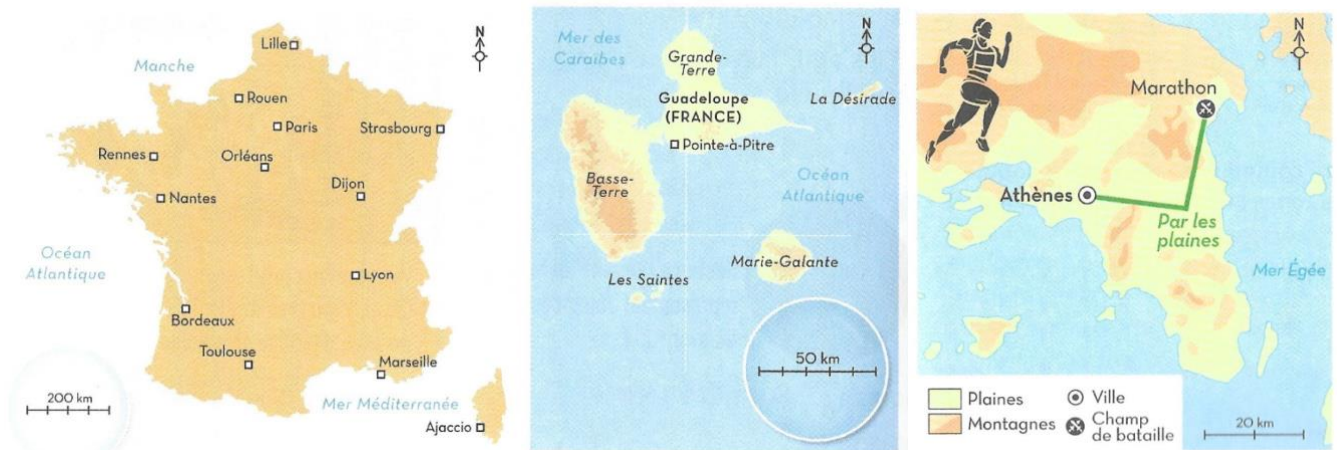 Lille
N
Manche
Rouen
Paris
Strasbourg
Rennes
Orléans
Dijon
Nantes
Océan
Atlantique
Lyon
Bordeaux
Toulouse
Marseille
200 km
Mer Méditerranée
Ajaccio
Mer des
Caraïbes
N
Grande-
Terre
La Désirade
Guadeloupe
(FRANCE)
Pointe-à-Pitre
Basse-
Terre
Océan
Atlantique
Marie-Galante
Les Saintes
50 km
N
Marathon
Athènes
Par les
plaines
Mer Égée
Plaines
Montagnes
Ville
Champ
de bataille
20 km